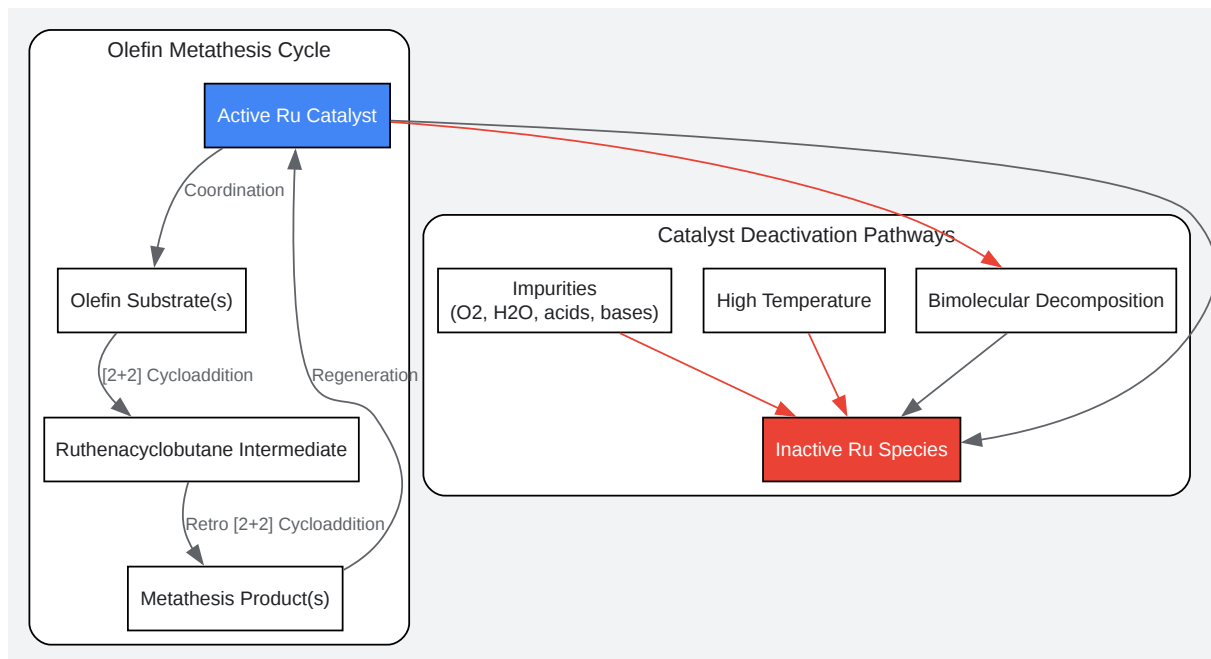 Olefin Metathesis Cycle
Active Ru Catalyst
Coordination
Olefin Substrate(s)
[2+2] Cycloaddition
Regeneration
Ruthenacyclobutane Intermediate
Retro [2+2] Cycloaddition
Metathesis Product(s)
Catalyst Deactivation Pathways
Impurities
(O2, H2O, acids, bases)
High Temperature
Bimolecular Decomposition
Inactive Ru Species